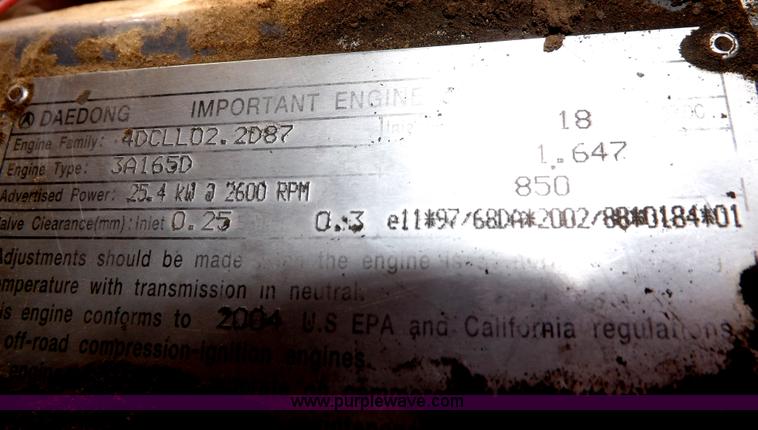 DAEDONG IMPORTANT ENGINE
Engine Family: 4DCLL02.2D87 18
Engine Type: 3A165D 1.647
Advertised Power: 25.4 kW @ 2600 RPM 850
Valve Clearance(mm): inlet 0.25 0.3 e11*97/68DA*2002/88*0184*01
Adjustments should be made the engine
temperature with transmission in neutral.
is engine conforms to 2004 U.S EPA and California regulations
off-road compression-ignition engines.
engine
www.purplewave.com